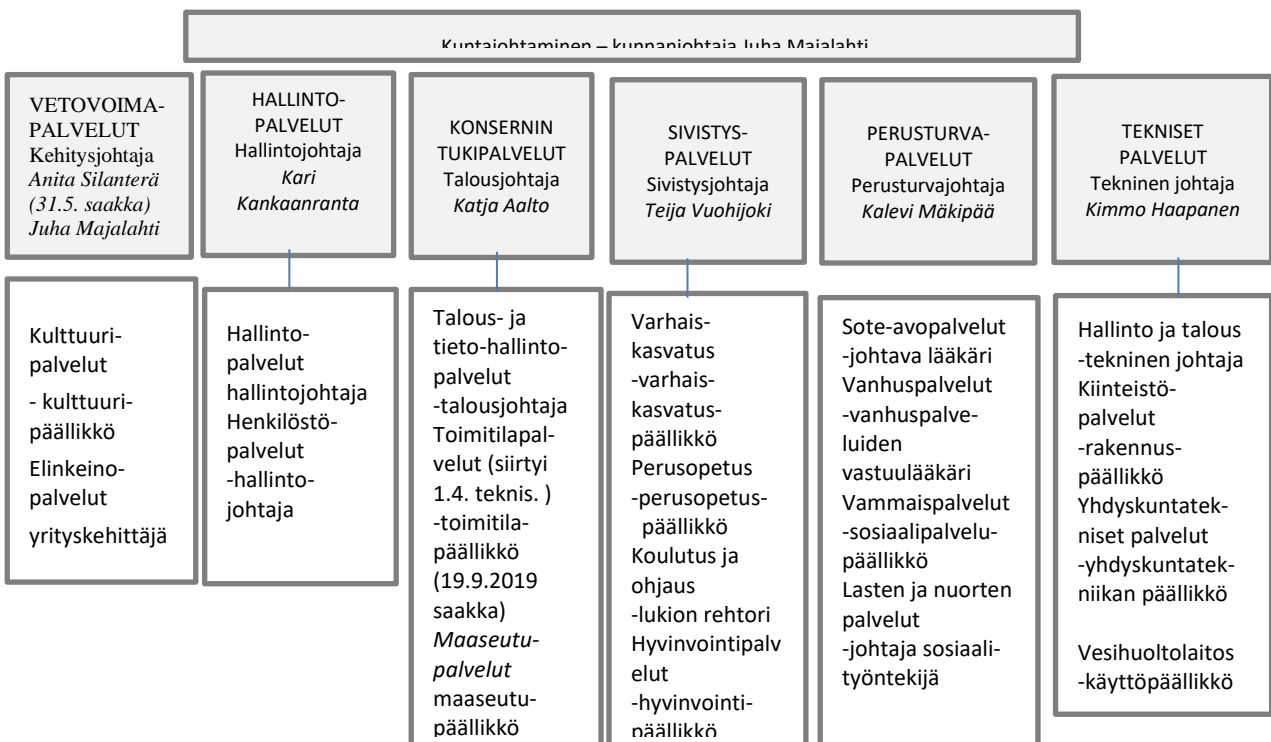 Kuntajohtaminen – kunnanjohtaja Juha Majalahti
VETOVOIMA-
PALVELUT
Kehitysjohtaja
Anita Silanterä
(31.5. saakka)
Juha Majalahti
HALLINTO-
PALVELUT
Hallintojohtaja
Kari
Kankaanranta
KONSERNIN
TUKIPALVELUT
Talousjohtaja
Katja Aalto
SIVISTYS-
PALVELUT
Sivistysjohtaja
Teija Vuohijoki
PERUSTURVA-
PALVELUT
Perusturvajohtaja
Kalevi Mäkipää
TEKNISET
PALVELUT
Tekninen johtaja
Kimmo Haapanen
Kulttuuri-
palvelut
- kulttuuri-
päällikkö
Elinkeino-
palvelut
yrityskehittäjä
Hallinto-
palvelut
hallintojohtaja
Henkilöstö-
palvelut
-hallinto-
johtaja
Talous- ja
tieto-hallinto-
palvelut
-talousjohtaja
Toimitilapal-
velut (siirtyi
1.4. teknis. )
-toimitila-
päällikkö
(19.9.2019
saakka)
Maaseutu-
palvelut
maaseutu-
päällikkö
Varhais-
kasvatus
-varhais-
kasvatus-
päällikkö
Perusopetus
-perusopetus-
päällikkö
Koulutus ja
ohjaus
-lukion rehtori
Hyvinvointipalv
elut
-hyvinvointi-
päällikkö
Sote-avopalvelut
-johtava lääkäri
Vanhuspalvelut
-vanhuspalve-
luiden
vastuulääkäri
Vammaispalvelut
-sosiaalipalvelu-
päällikkö
Lasten ja nuorten
palvelut
-johtaja sosiaali-
työntekijä
Hallinto ja talous
-tekninen johtaja
Kiinteistö-
palvelut
-rakennus-
päällikkö
Yhdyskuntatek-
niset palvelut
-yhdyskuntatek-
niikan päällikkö
Vesihuoltolaitos
-käyttöpäällikkö